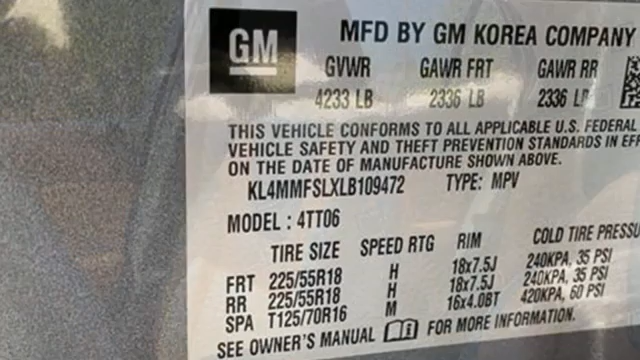 GM
MFD BY GM KOREA COMPANY
GVWR GAWR FRT GAWR RR
4233 LB 2336 LB 2336 LB
THIS VEHICLE CONFORMS TO ALL APPLICABLE U.S. FEDERAL
VEHICLE SAFETY AND THEFT PREVENTION STANDARDS IN EFF
ON THE DATE OF MANUFACTURE SHOWN ABOVE.
KL4MMFSLXLB109472 TYPE: MPV
MODEL : 4TT06
TIRE SIZE SPEED RTG RIM COLD TIRE PRESSU
FRT 225/55R18 H 18x7.5J 240KPA, 35 PSI
RR 225/55R18 H 18x7.5J 240KPA, 35 PSI
SPA T125/70R16 M 16x4.0BT 420KPA, 60 PSI
SEE OWNER'S MANUAL FOR MORE INFORMATION.